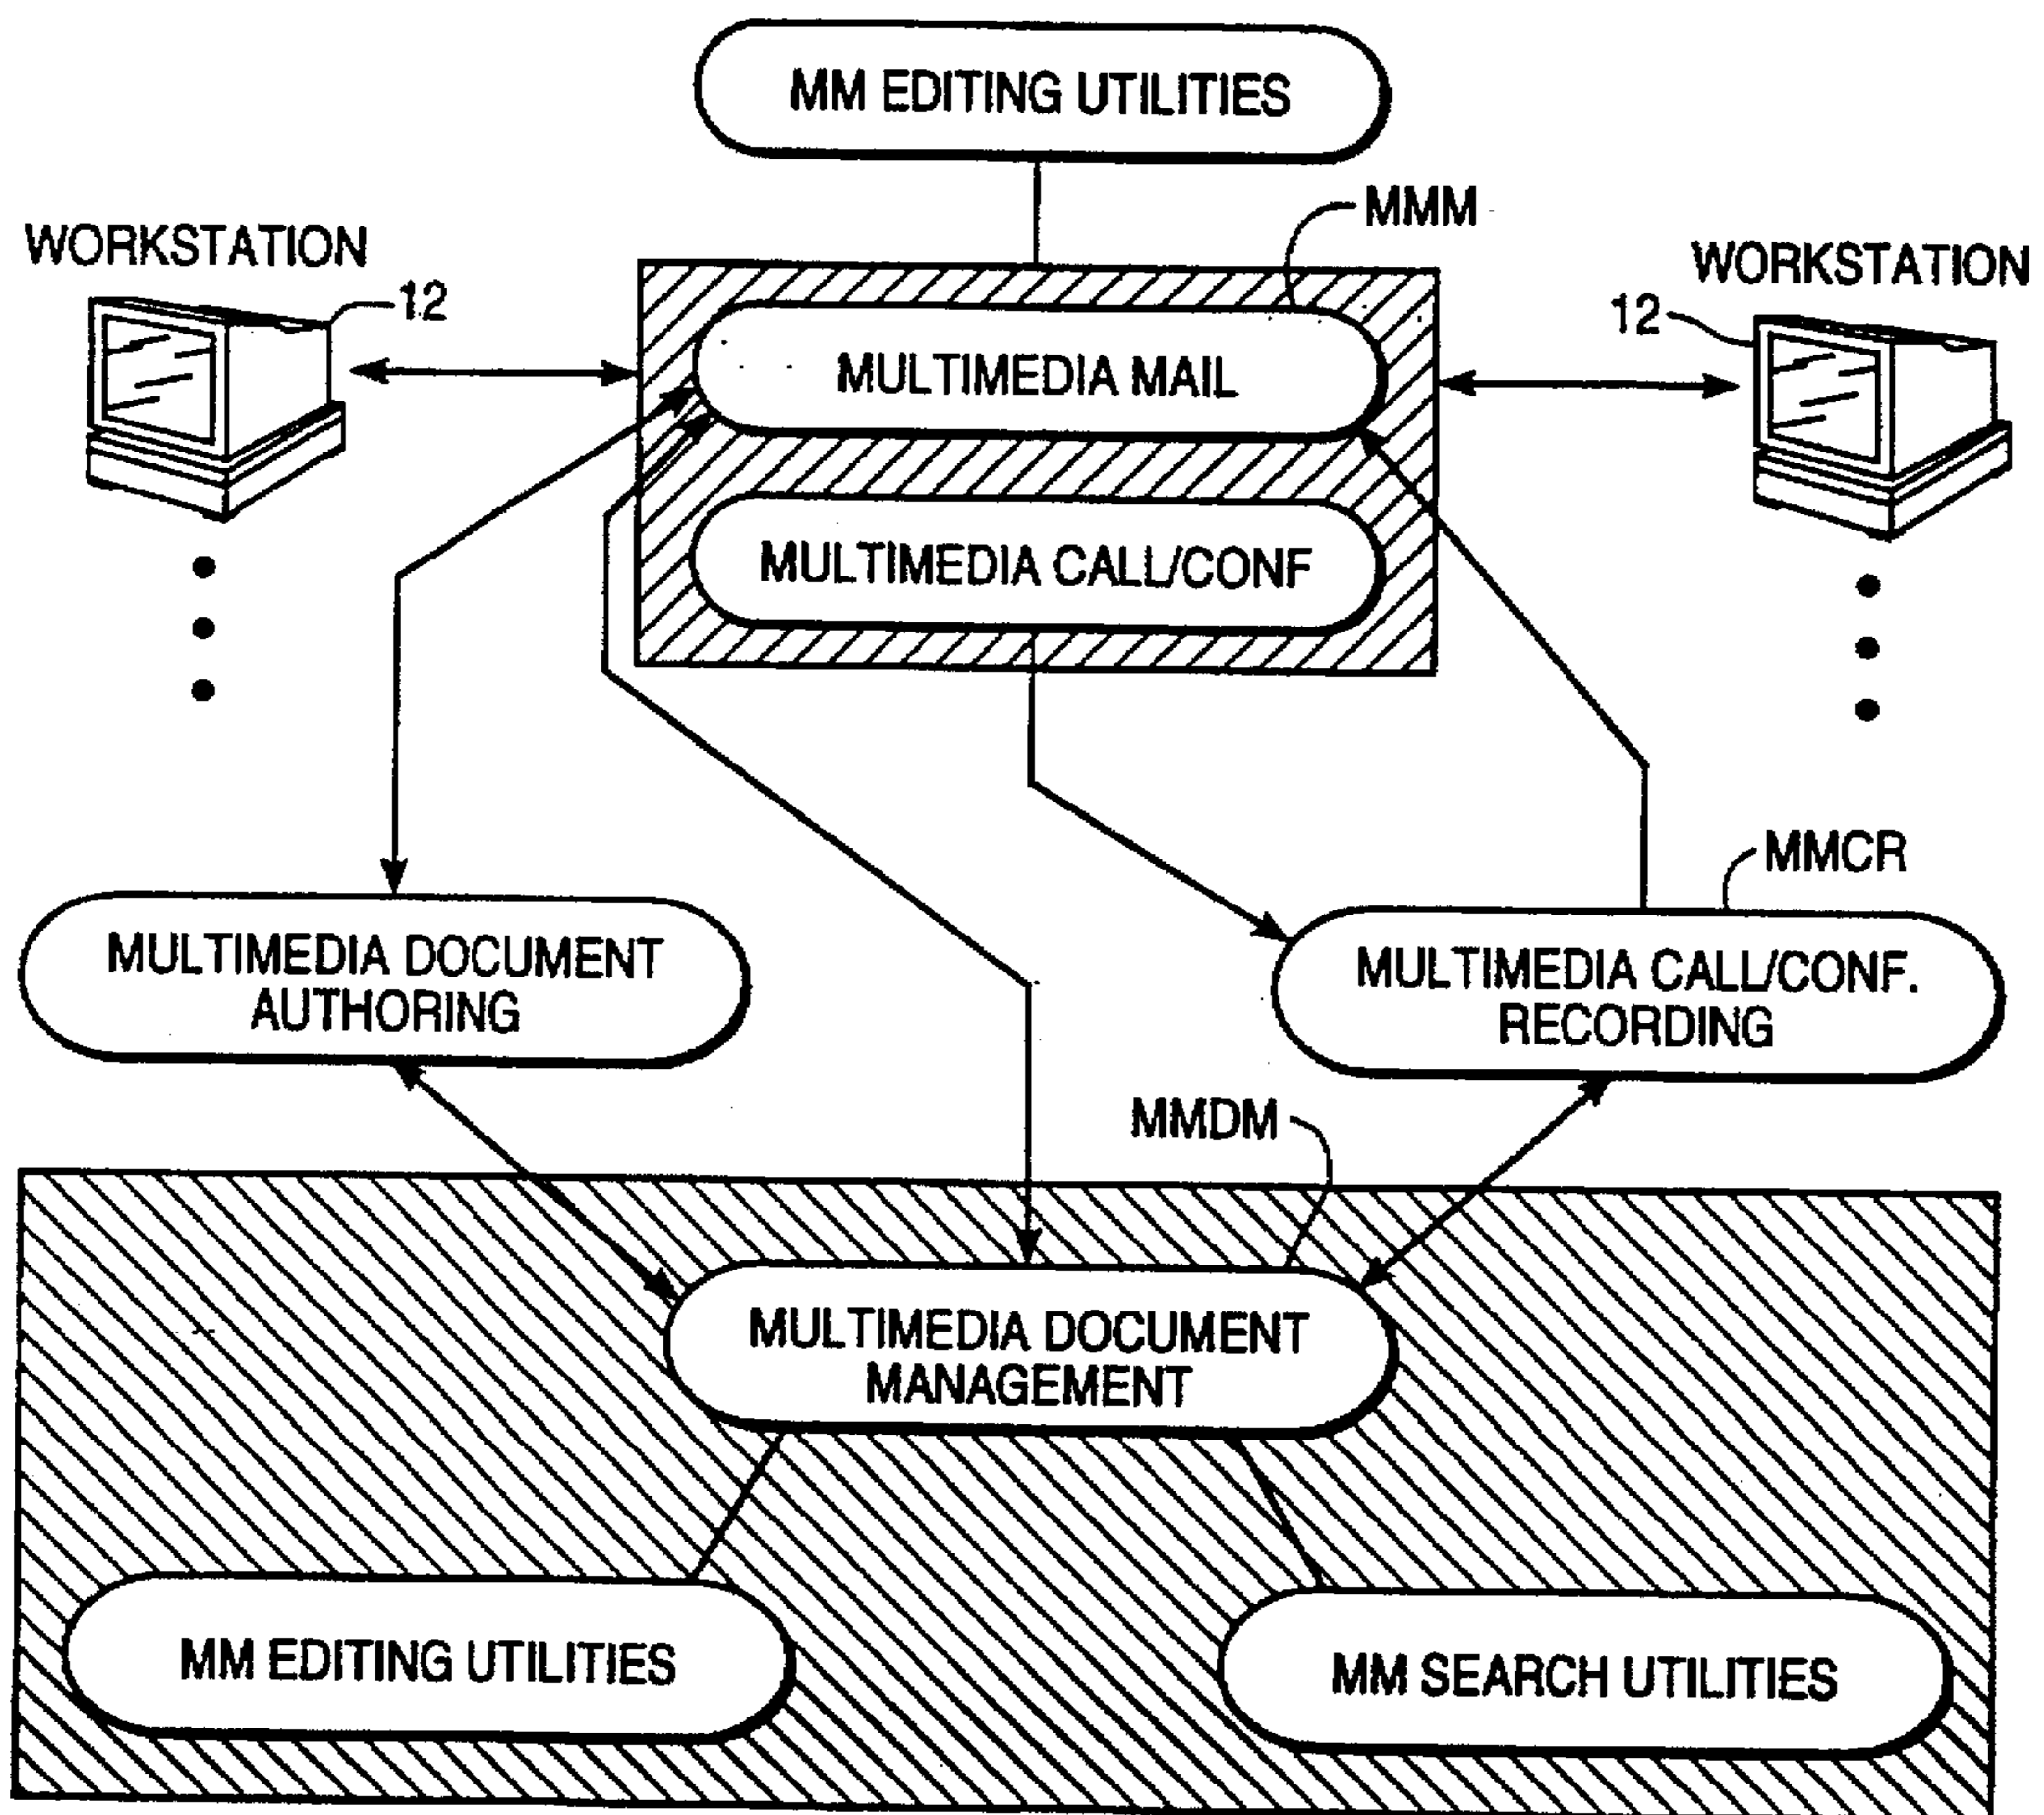 MM EDITING UTILITIES
MMM
WORKSTATION
WORKSTATION
12
12
MULTIMEDIA MAIL
MULTIMEDIA CALL/CONF
MMCR
MULTIMEDIA DOCUMENT
AUTHORING
MULTIMEDIA CALL/CONF.
RECORDING
MMDM
MULTIMEDIA DOCUMENT
MANAGEMENT
MM EDITING UTILITIES
MM SEARCH UTILITIES